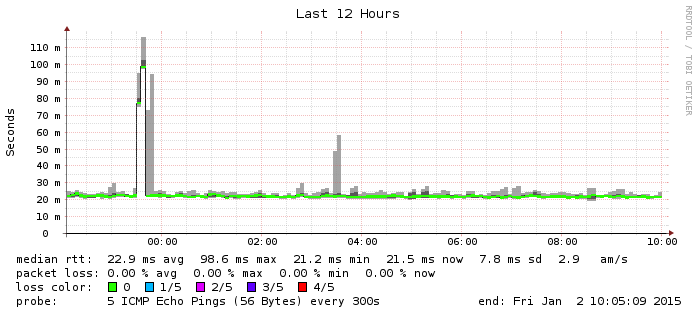 Last 12 Hours
RRDTOOL / TOBI OETIKER
Seconds
110 m
100 m
90 m
80 m
70 m
60 m
50 m
40 m
30 m
20 m
10 m
0
00:00 02:00 04:00 06:00 08:00 10:00
median rtt: 22.9 ms avg 98.6 ms max 21.2 ms min 21.5 ms now 7.8 ms sd 2.9 am/s
packet loss: 0.00 % avg 0.00 % max 0.00 % min 0.00 % now
loss color: 0 1/5 2/5 3/5 4/5
probe: 5 ICMP Echo Pings (56 Bytes) every 300s end: Fri Jan 2 10:05:09 2015